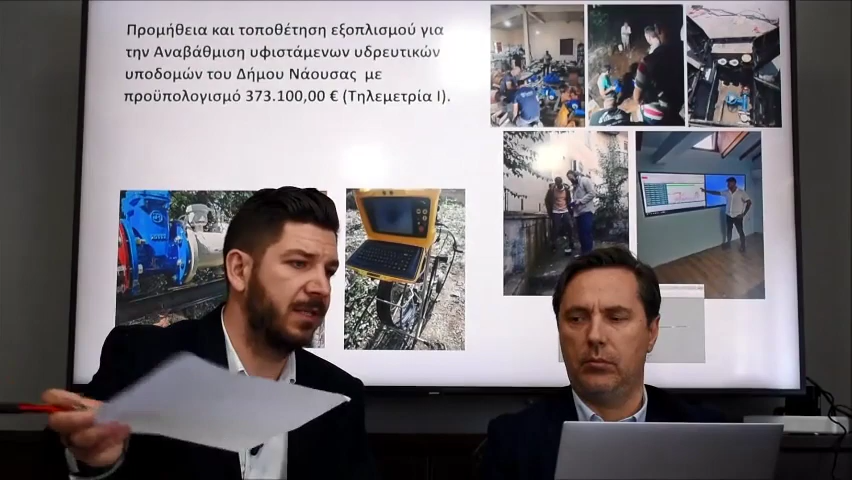 Προμήθεια και τοποθέτηση εξοπλισμού για
την Αναβάθμιση υφιστάμενων υδρευτικών
υποδομών του Δήμου Νάουσας με
προϋπολογισμό 373.100,00 € (Τηλεμετρία Ι).